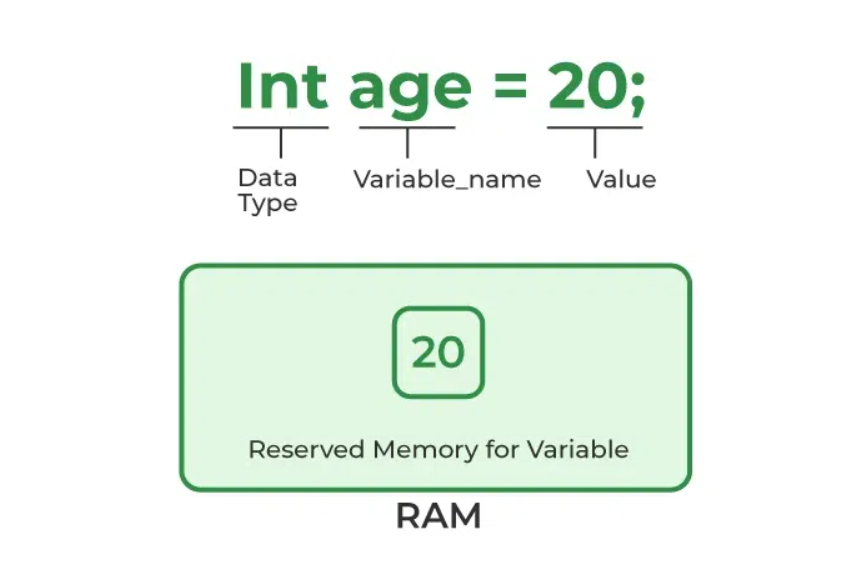 Int age = 20;
Data Type
Variable_name
Value
20
Reserved Memory for Variable
RAM